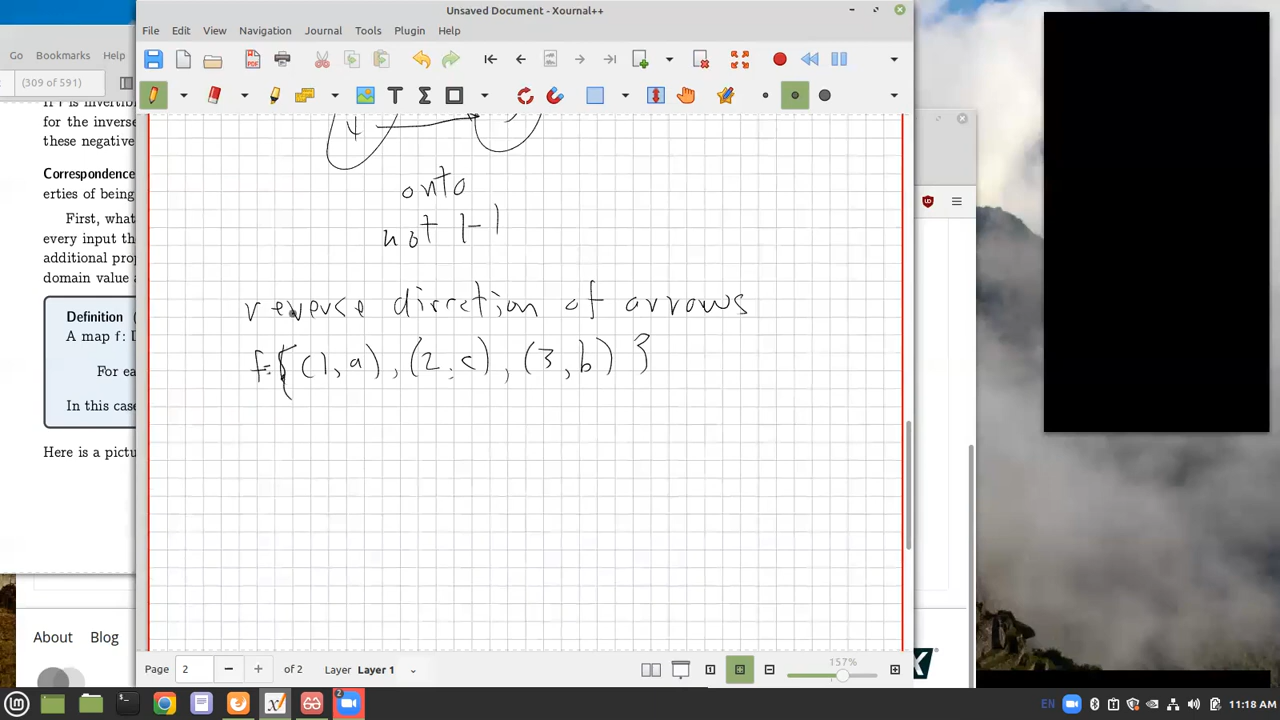 Unsaved Document - Xournal++
File Edit View Navigation Journal Tools Plugin Help
Go Bookmarks Help
(309 of 591)
for the inverse
these negative
Correspondence
erties of being
First, what
every input the
additional prop
domain value a
Definition
A map f:
For ea
In this case
Here is a pictu
onto
not 1-1
reverse direction of arrows
f={(1,a),(2,c),(3,b)}
About Blog
Page 2 of 2 Layer Layer 1
157%
EN 11:18 AM